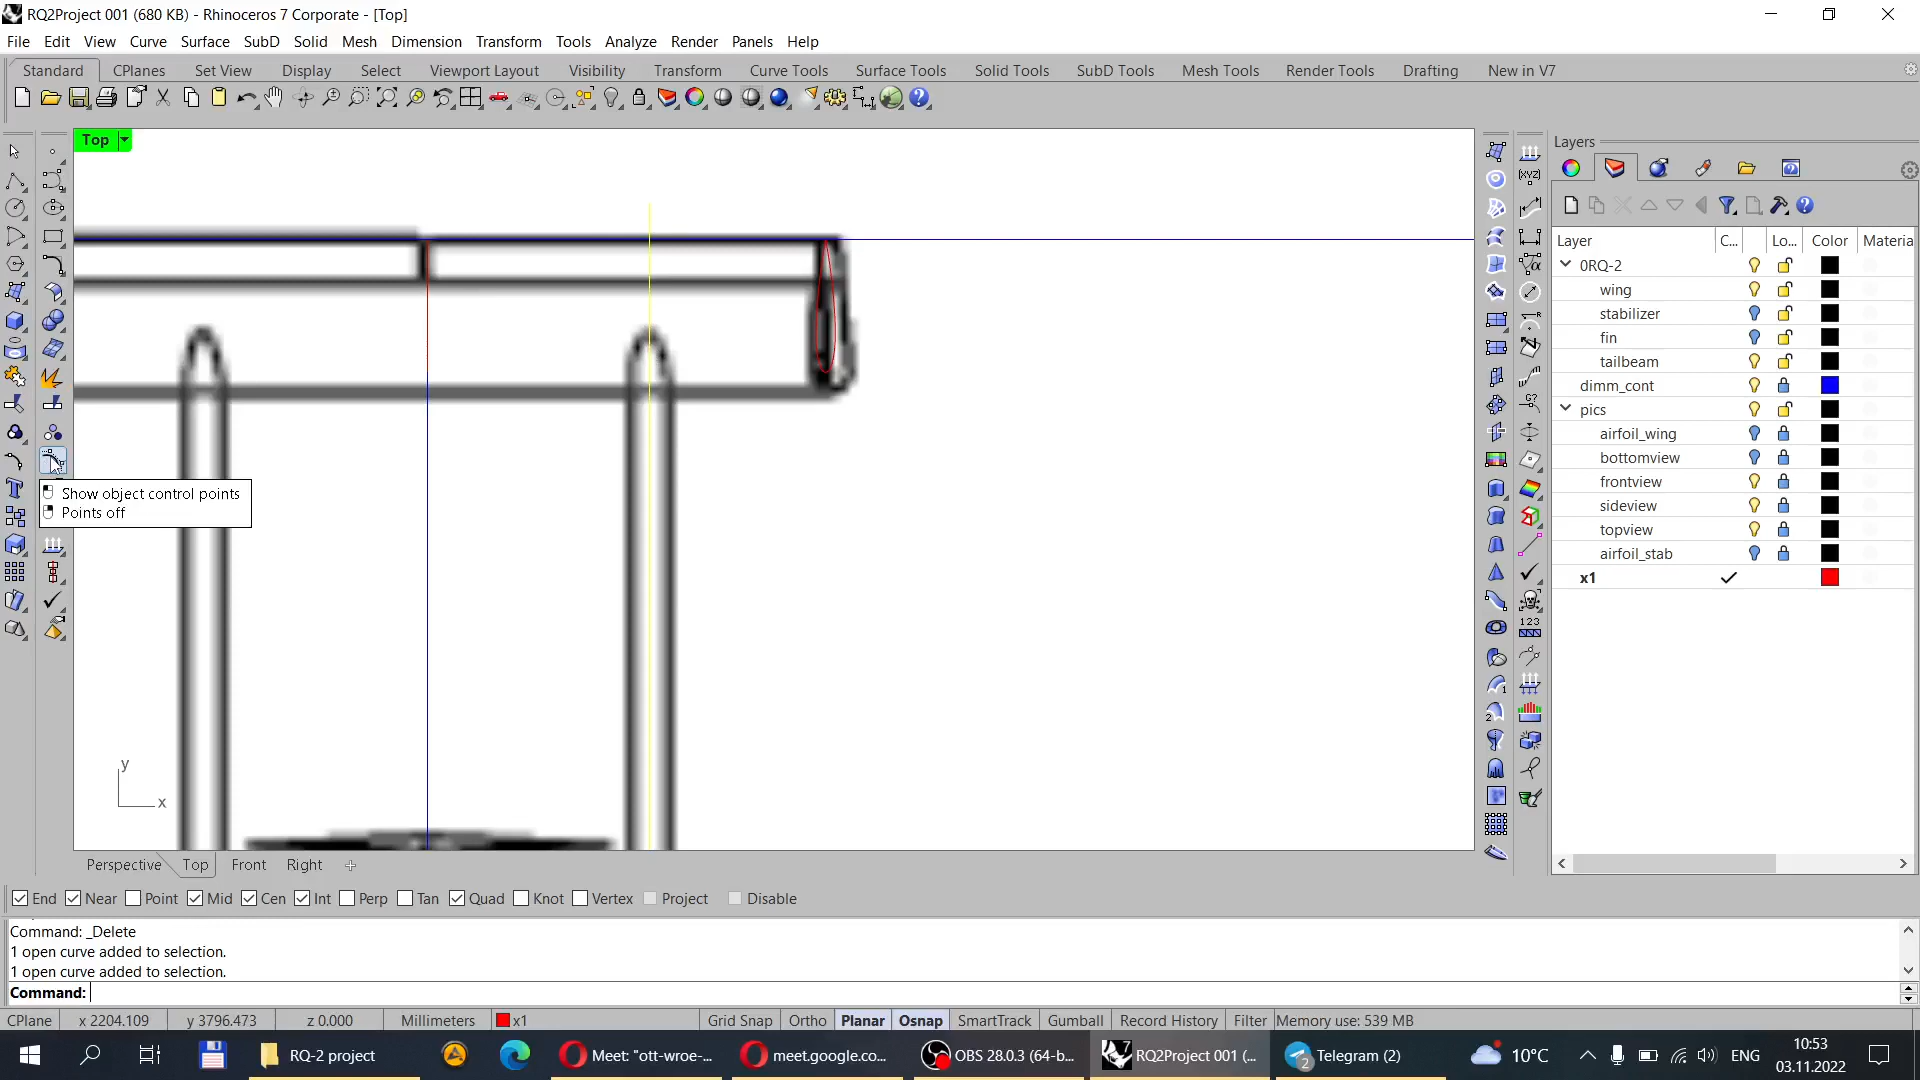 RQ2Project 001 (680 KB) - Rhinoceros 7 Corporate - [Top]
File Edit View Curve Surface SubD Solid Mesh Dimension Transform Tools Analyze Render Panels Help
Standard CPlanes Set View Display Select Viewport Layout Visibility Transform Curve Tools Surface Tools Solid Tools SubD Tools Mesh Tools Render Tools Drafting New in V7
Top
Show object control points
Points off
y
x
Layers
Layer C... Lo... Color Materia
0RQ-2
wing
stabilizer
fin
tailbeam
dimm_cont
pics
airfoil_wing
bottomview
frontview
sideview
topview
airfoil_stab
x1
Perspective Top Front Right
End Near Point Mid Cen Int Perp Tan Quad Knot Vertex Project Disable
Command: _Delete
1 open curve added to selection.
1 open curve added to selection.
Command:
CPlane x 2204.109 y 3796.473 z 0.000 Millimeters x1 Grid Snap Ortho Planar Osnap SmartTrack Gumball Record History Filter Memory use: 539 MB
RQ-2 project Meet: "ott-wroe-... meet.google.co... OBS 28.0.3 (64-b... RQ2Project 001 (... Telegram (2) 10°C ENG 10:53
03.11.2022